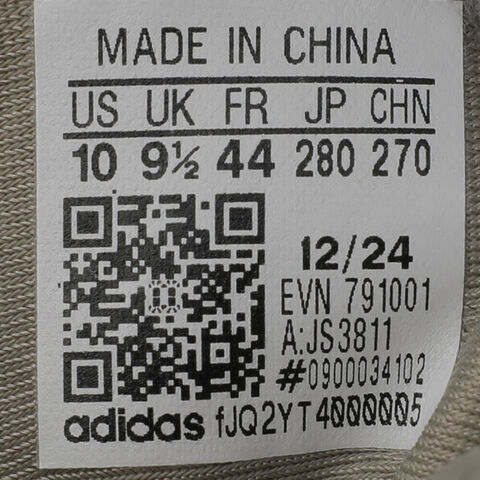 MADE IN CHINA
US UK FR JP CHN
10 9½ 44 280 270
12/24
EVN 791001
A:JS3811
#0900034102
adidas fJQ2YT4000005